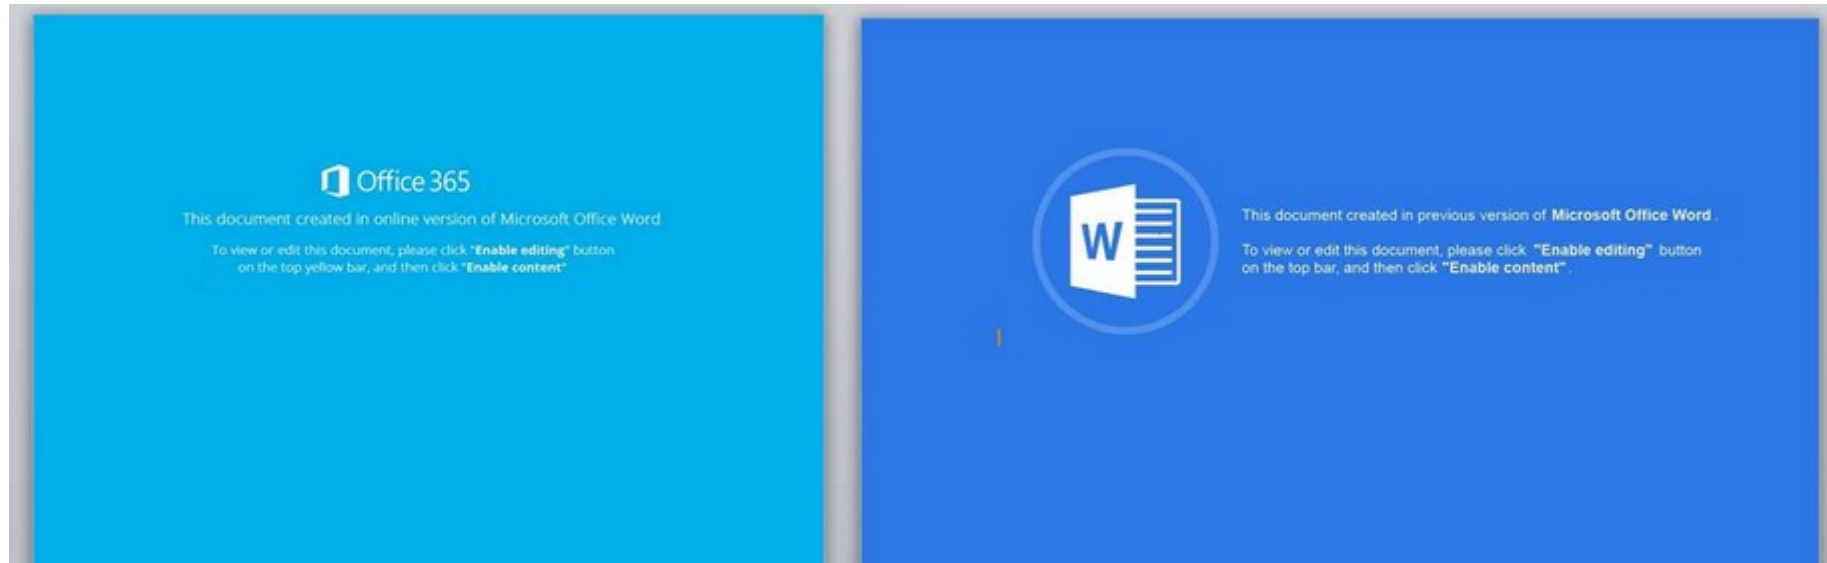 Office 365
This document created in online version of Microsoft Office Word
To view or edit this document, please click "Enable editing" button
on the top yellow bar, and then click "Enable content"
W
This document created in previous version of Microsoft Office Word .
To view or edit this document, please click "Enable editing" button
on the top bar, and then click "Enable content" .